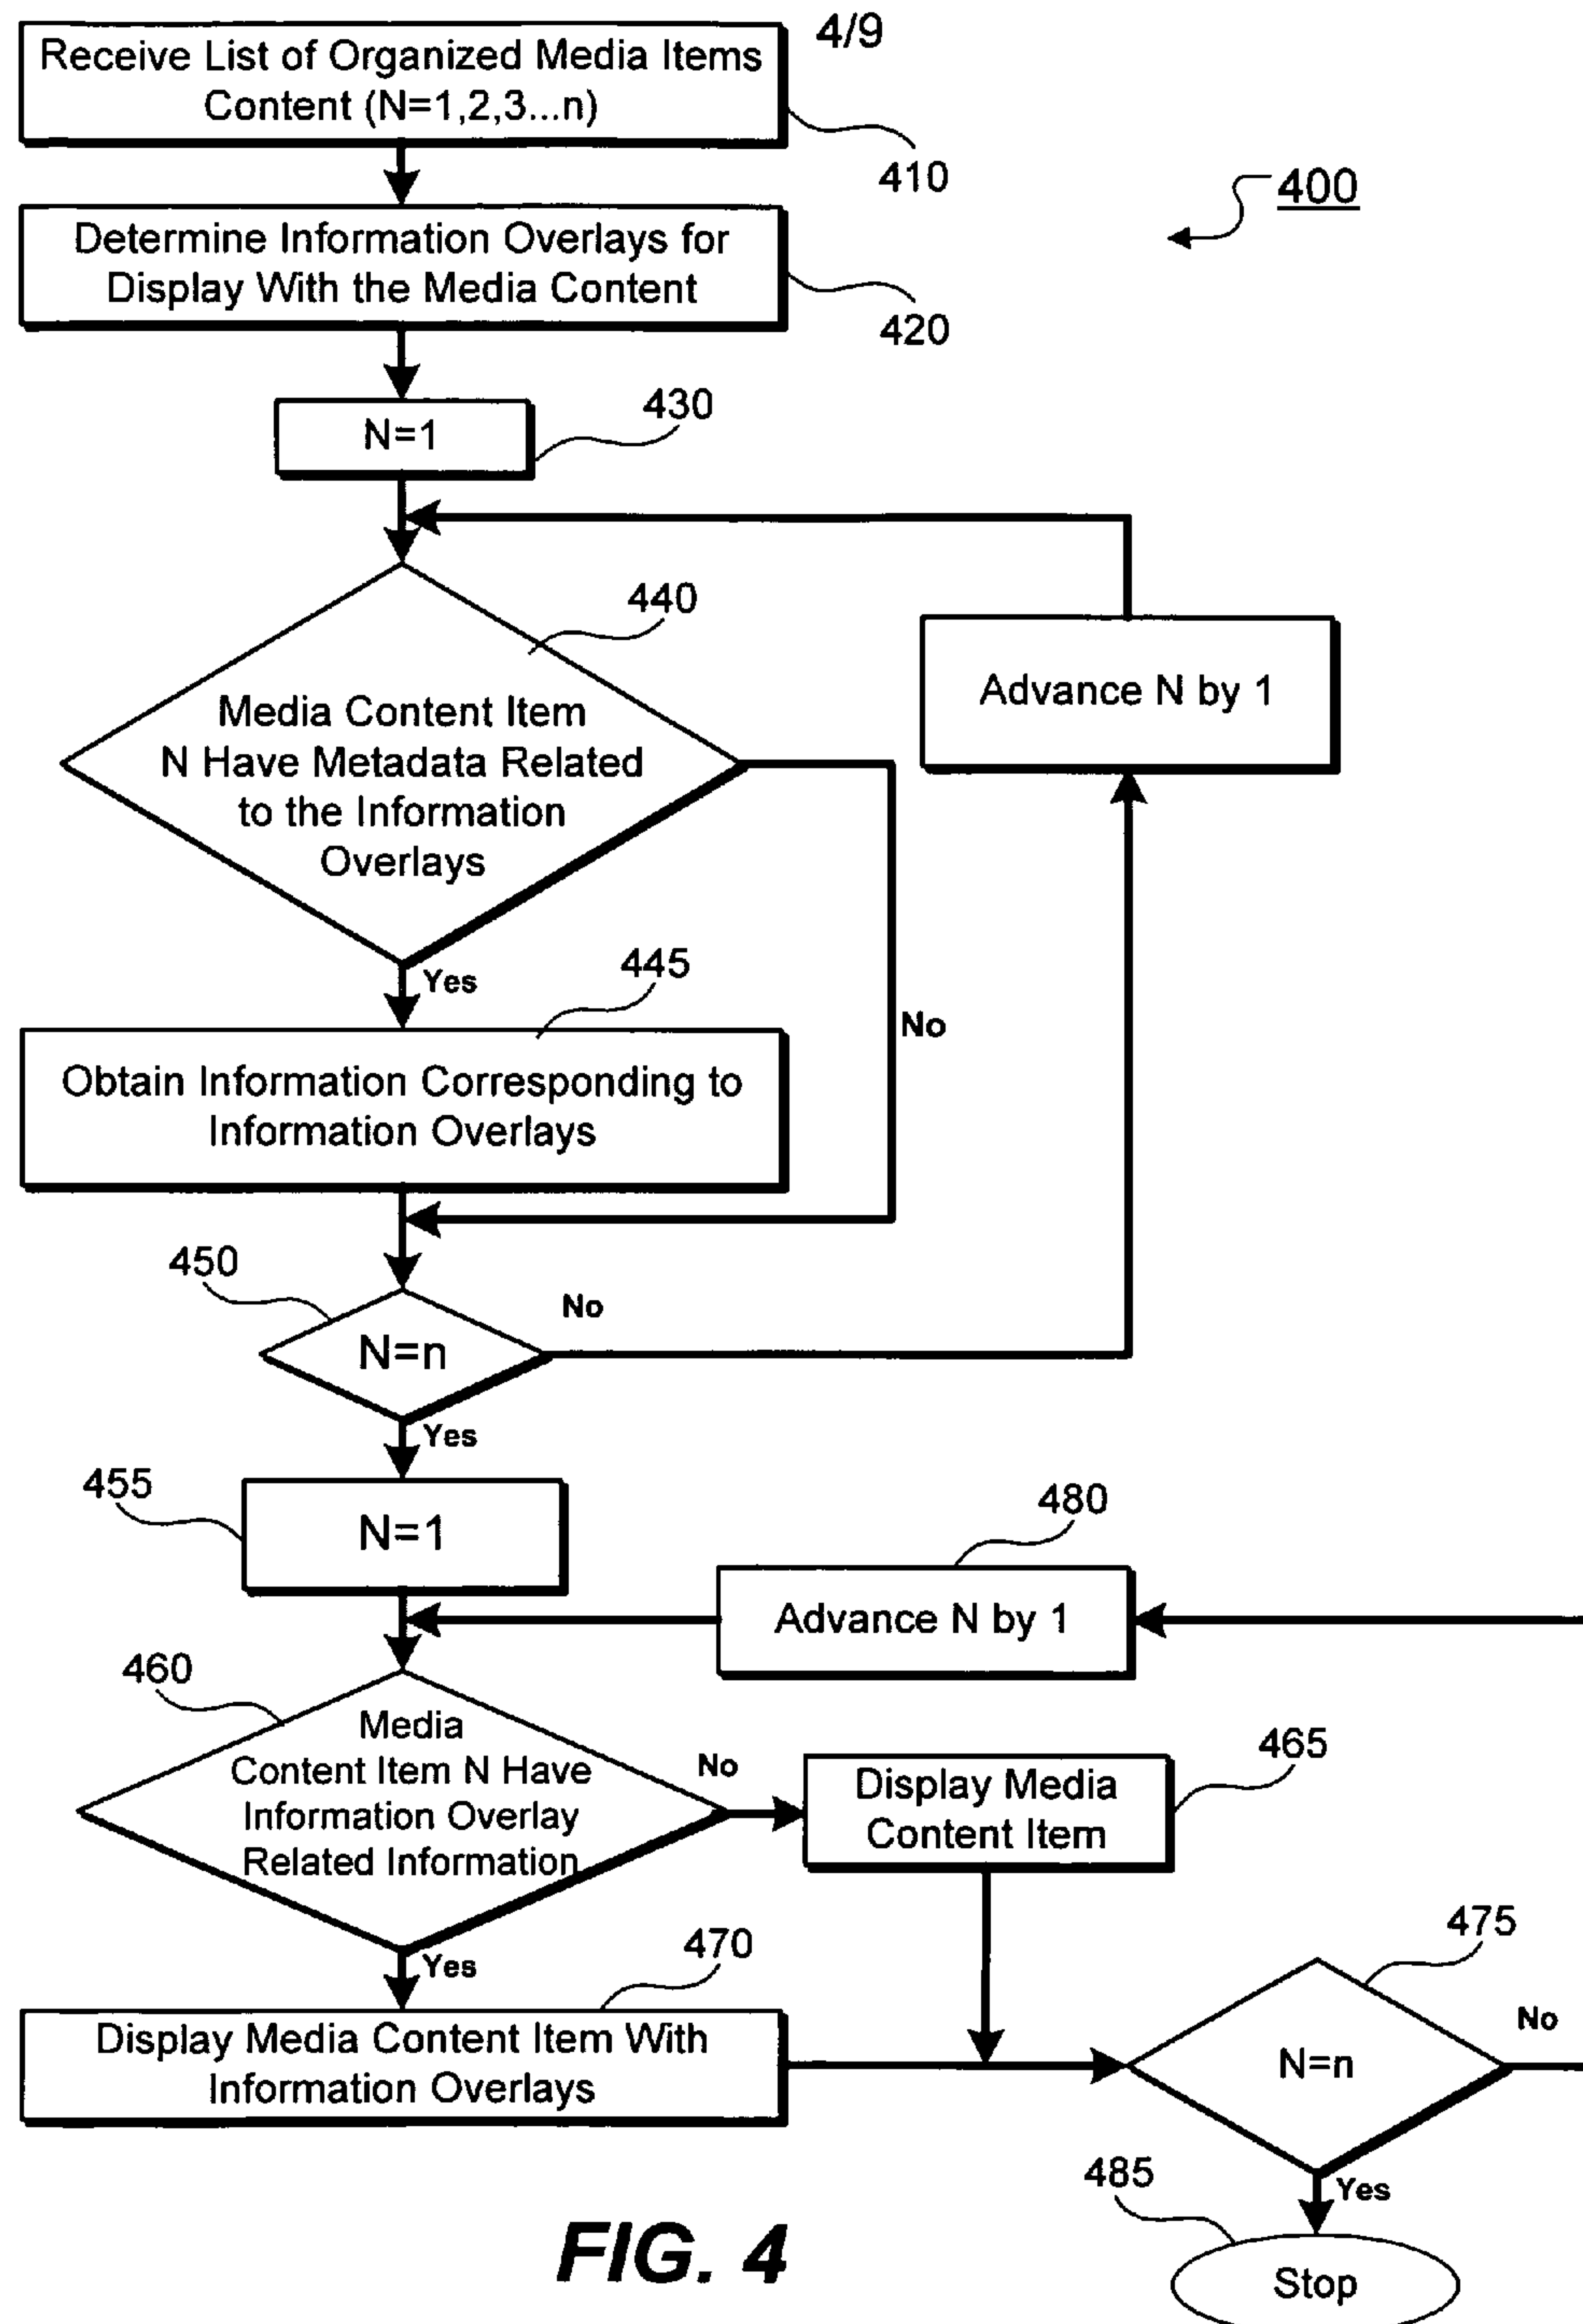 4/9
Receive List of Organized Media Items
Content (N=1,2,3...n)
410
400
Determine Information Overlays for
Display With the Media Content
420
430
N=1
440
Media Content Item
N Have Metadata Related
to the Information
Overlays
Advance N by 1
Yes
No
445
Obtain Information Corresponding to
Information Overlays
450
N=n
No
Yes
455
N=1
480
Advance N by 1
460
Media
Content Item N Have
Information Overlay
Related Information
No
465
Display Media
Content Item
Yes
470
Display Media Content Item With
Information Overlays
475
N=n
No
Yes
485
Stop
FIG. 4